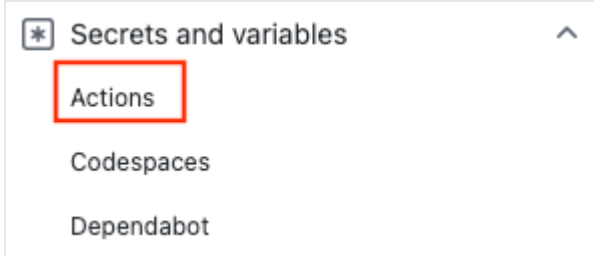 Secrets and variables
Actions
Codespaces
Dependabot